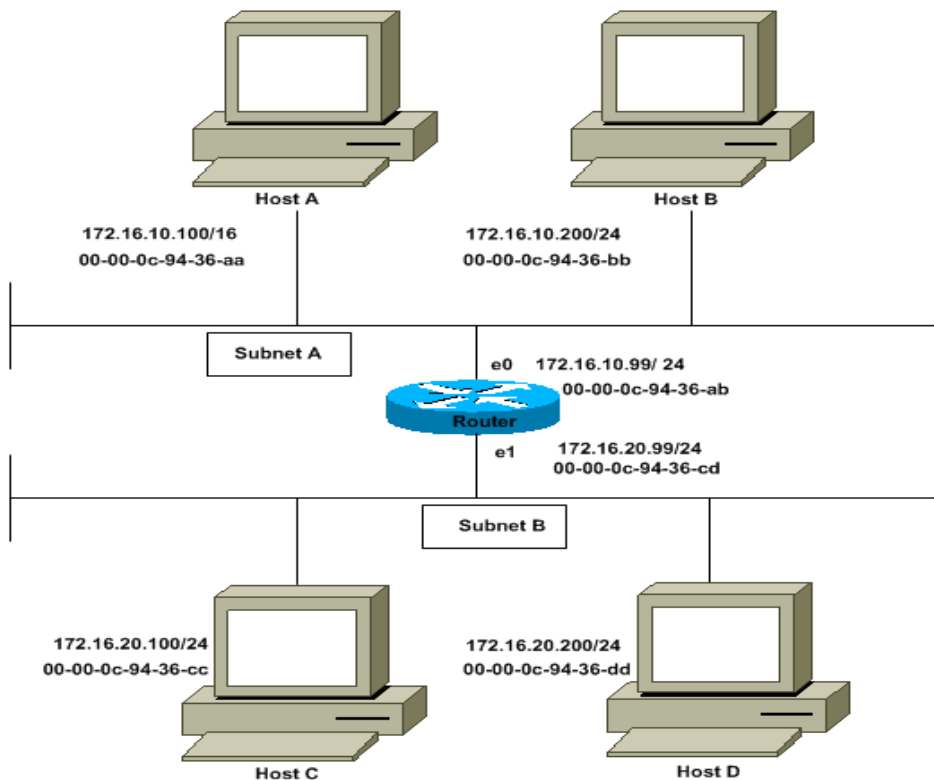 Host A
Host B
172.16.10.100/16
00-00-0c-94-36-aa
172.16.10.200/24
00-00-0c-94-36-bb
Subnet A
e0 172.16.10.99/ 24
00-00-0c-94-36-ab
Router
e1 172.16.20.99/24
00-00-0c-94-36-cd
Subnet B
172.16.20.100/24
00-00-0c-94-36-cc
172.16.20.200/24
00-00-0c-94-36-dd
Host C
Host D